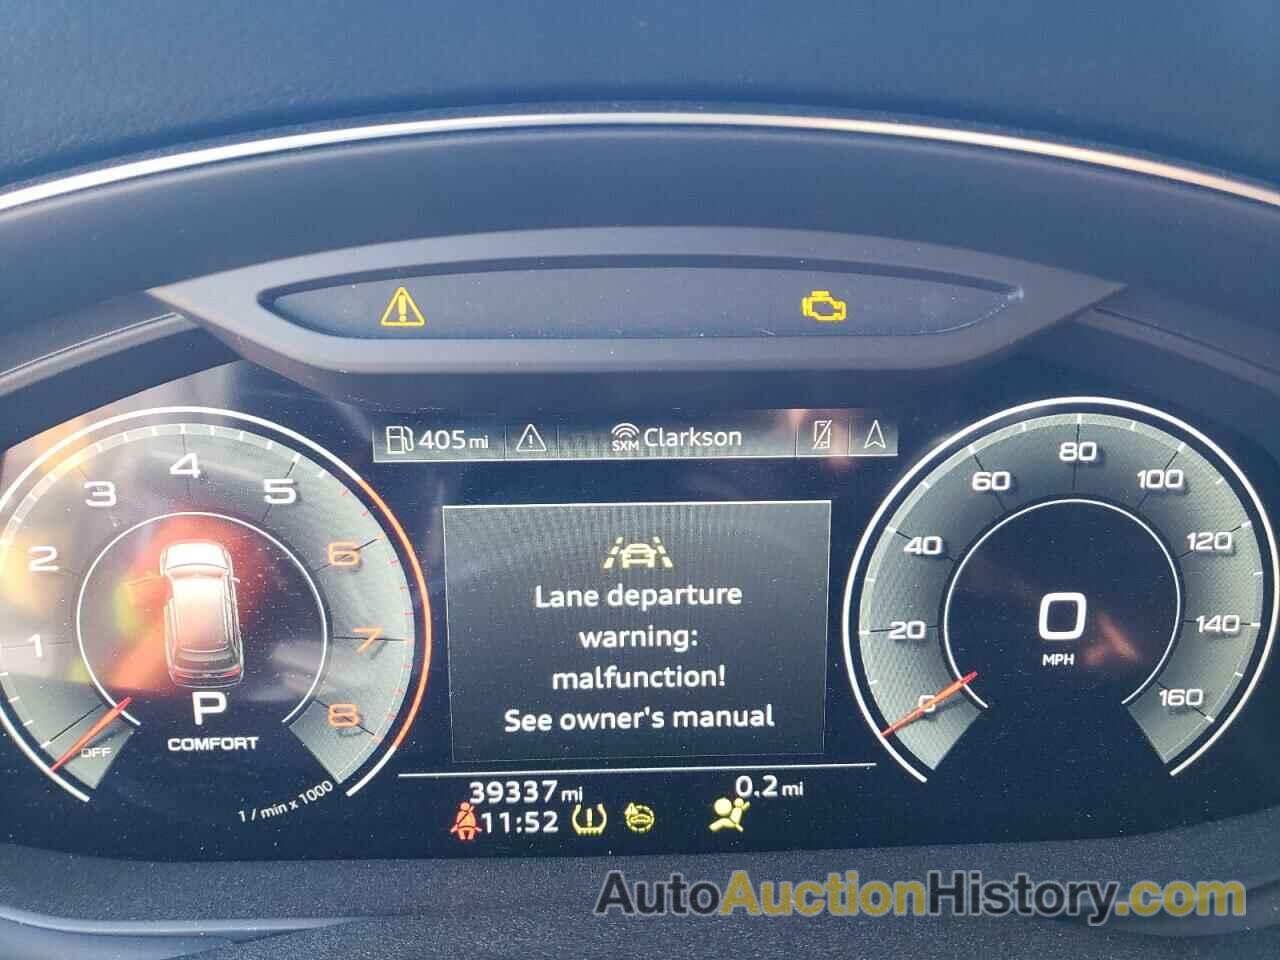 405 mi
SXM Clarkson
1
2
3
4
5
6
7
8
OFF
P
COMFORT
1 / min x 1000
Lane departure
warning:
malfunction!
See owner's manual
39337 mi
0.2 mi
11:52
0
20
40
60
80
100
120
140
160
0
MPH
AutoAuctionHistory.com